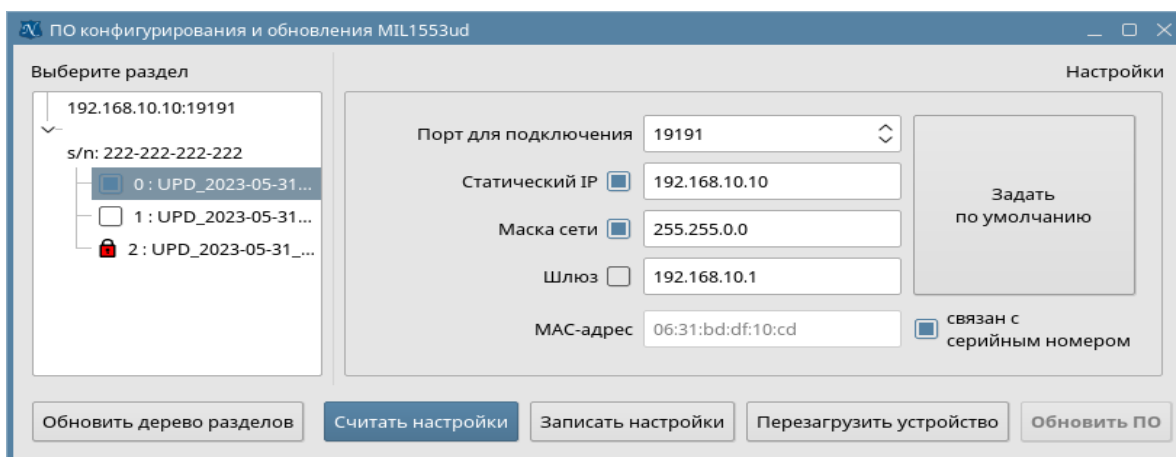 ПО конфигурирования и обновления MIL1553ud
Выберите раздел
Настройки
192.168.10.10:19191
s/n: 222-222-222-222
0 : UPD_2023-05-31...
1 : UPD_2023-05-31...
2 : UPD_2023-05-31_...
Порт для подключения 19191
Статический IP 192.168.10.10
Маска сети 255.255.0.0
Шлюз 192.168.10.1
MAC-адрес 06:31:bd:df:10:cd
Задать
по умолчанию
связан с
серийным номером
Обновить дерево разделов Считать настройки Записать настройки Перезагрузить устройство Обновить ПО